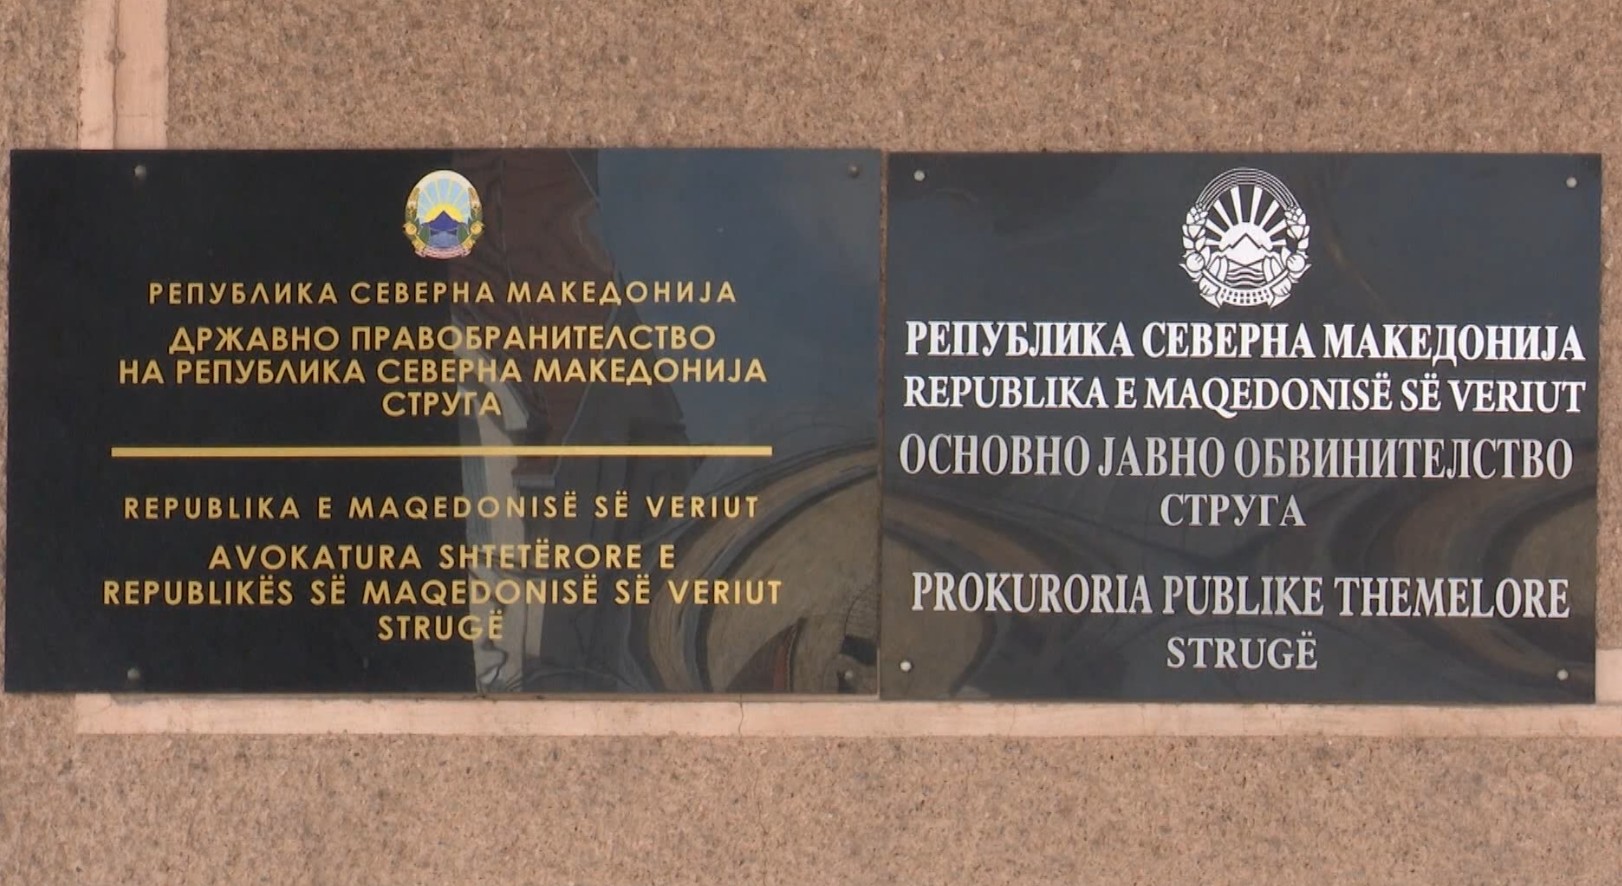 РЕПУБЛИКА СЕВЕРНА МАКЕДОНИЈА
ДРЖАВНО ПРАВОБРАНИТЕЛСТВО
НА РЕПУБЛИКА СЕВЕРНА МАКЕДОНИЈА
СТРУГА
REPUBLIKA E MAQEDONISË SË VERIUT
AVOKATURA SHTETËRORE E
REPUBLIKËS SË MAQEDONISË SË VERIUT
STRUGË
РЕПУБЛИКА СЕВЕРНА МАКЕДОНИЈА
REPUBLIKA E MAQEDONISË SË VERIUT
ОСНОВНО ЈАВНО ОБВИНИТЕЛСТВО
СТРУГА
PROKURORIA PUBLIKE THEMELORE
STRUGË